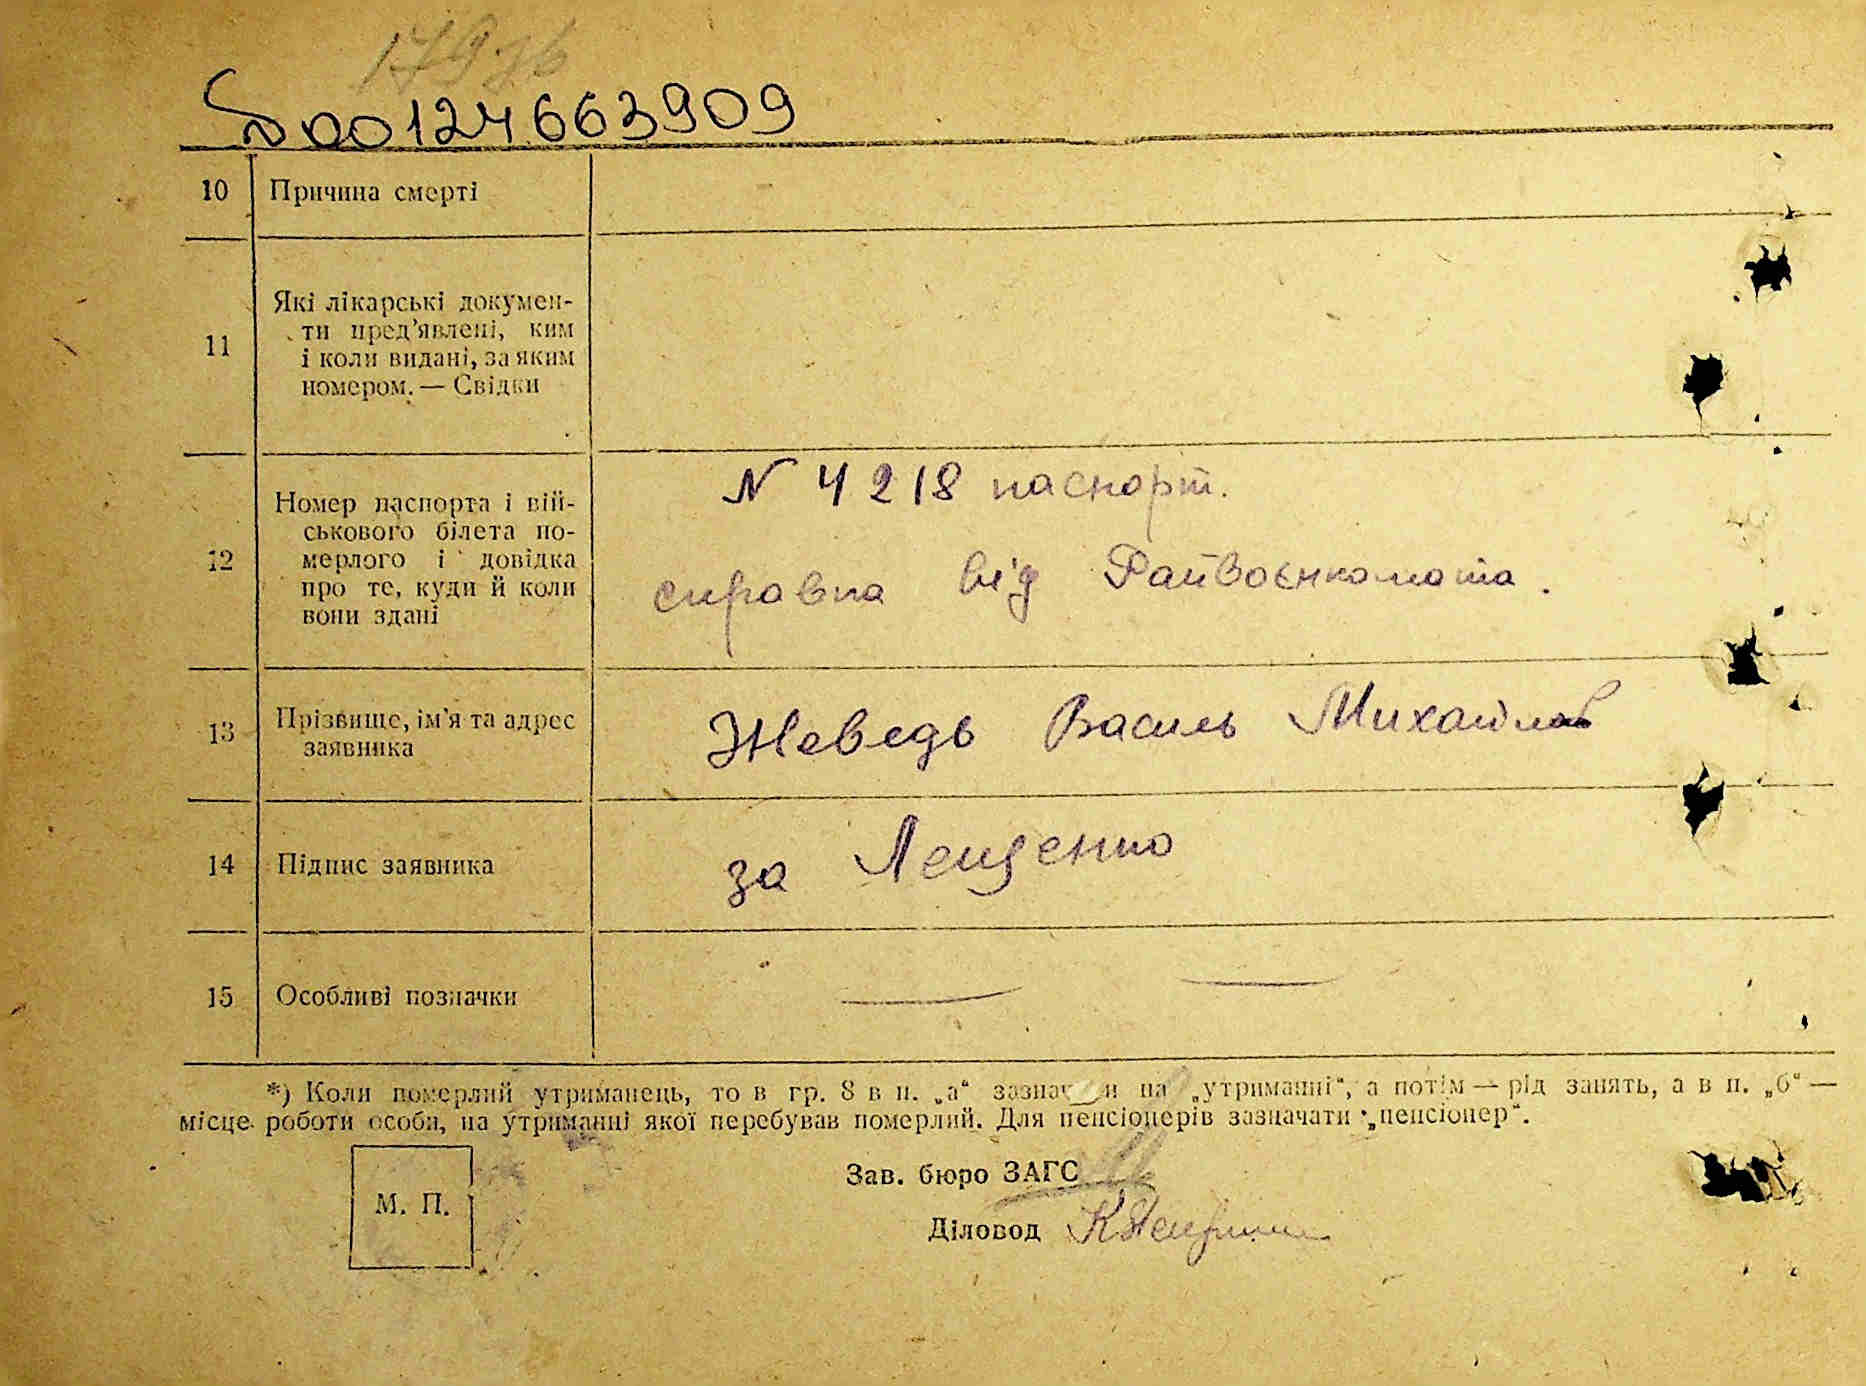 179
00124663909
10 Причина смерті
11 Які лікарські докумен-
ти пред’явлені, ким
і коли видані, за яким
номером. — Свідки
12 Номер паспорта і вій-
ськового білета по-
мерлого і довідка
про те, куди й коли
вони здані
N 4218 паспорт.
справка від Райвоєнкомата.
13 Прізвище, ім’я та адрес
заявника
Жеведь Василь Михайлов
14 Підпис заявника
за Лещенко
15 Особливі позначки
— —
*) Коли померлий утриманець, то в гр. 8 в п. „а“ на „утриманні“, а потім — рід занять, а в п. „б“ —
місце роботи особи, на утриманні якої перебував померлий. Для пенсіонерів зазначати „пенсіонер“.
М. П.
Зав. бюро ЗАГС
Діловод